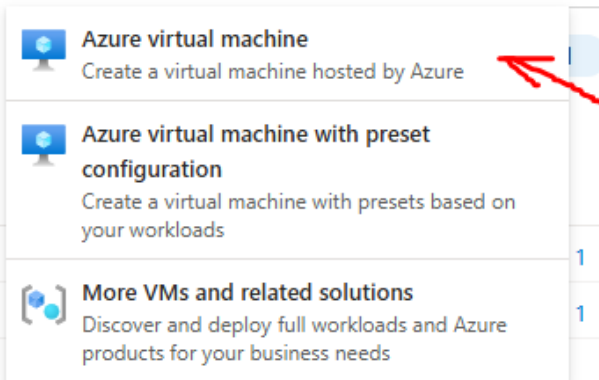 Azure virtual machine
Create a virtual machine hosted by Azure
Azure virtual machine with preset
configuration
Create a virtual machine with presets based on
your workloads
1
More VMs and related solutions
1
Discover and deploy full workloads and Azure
products for your business needs